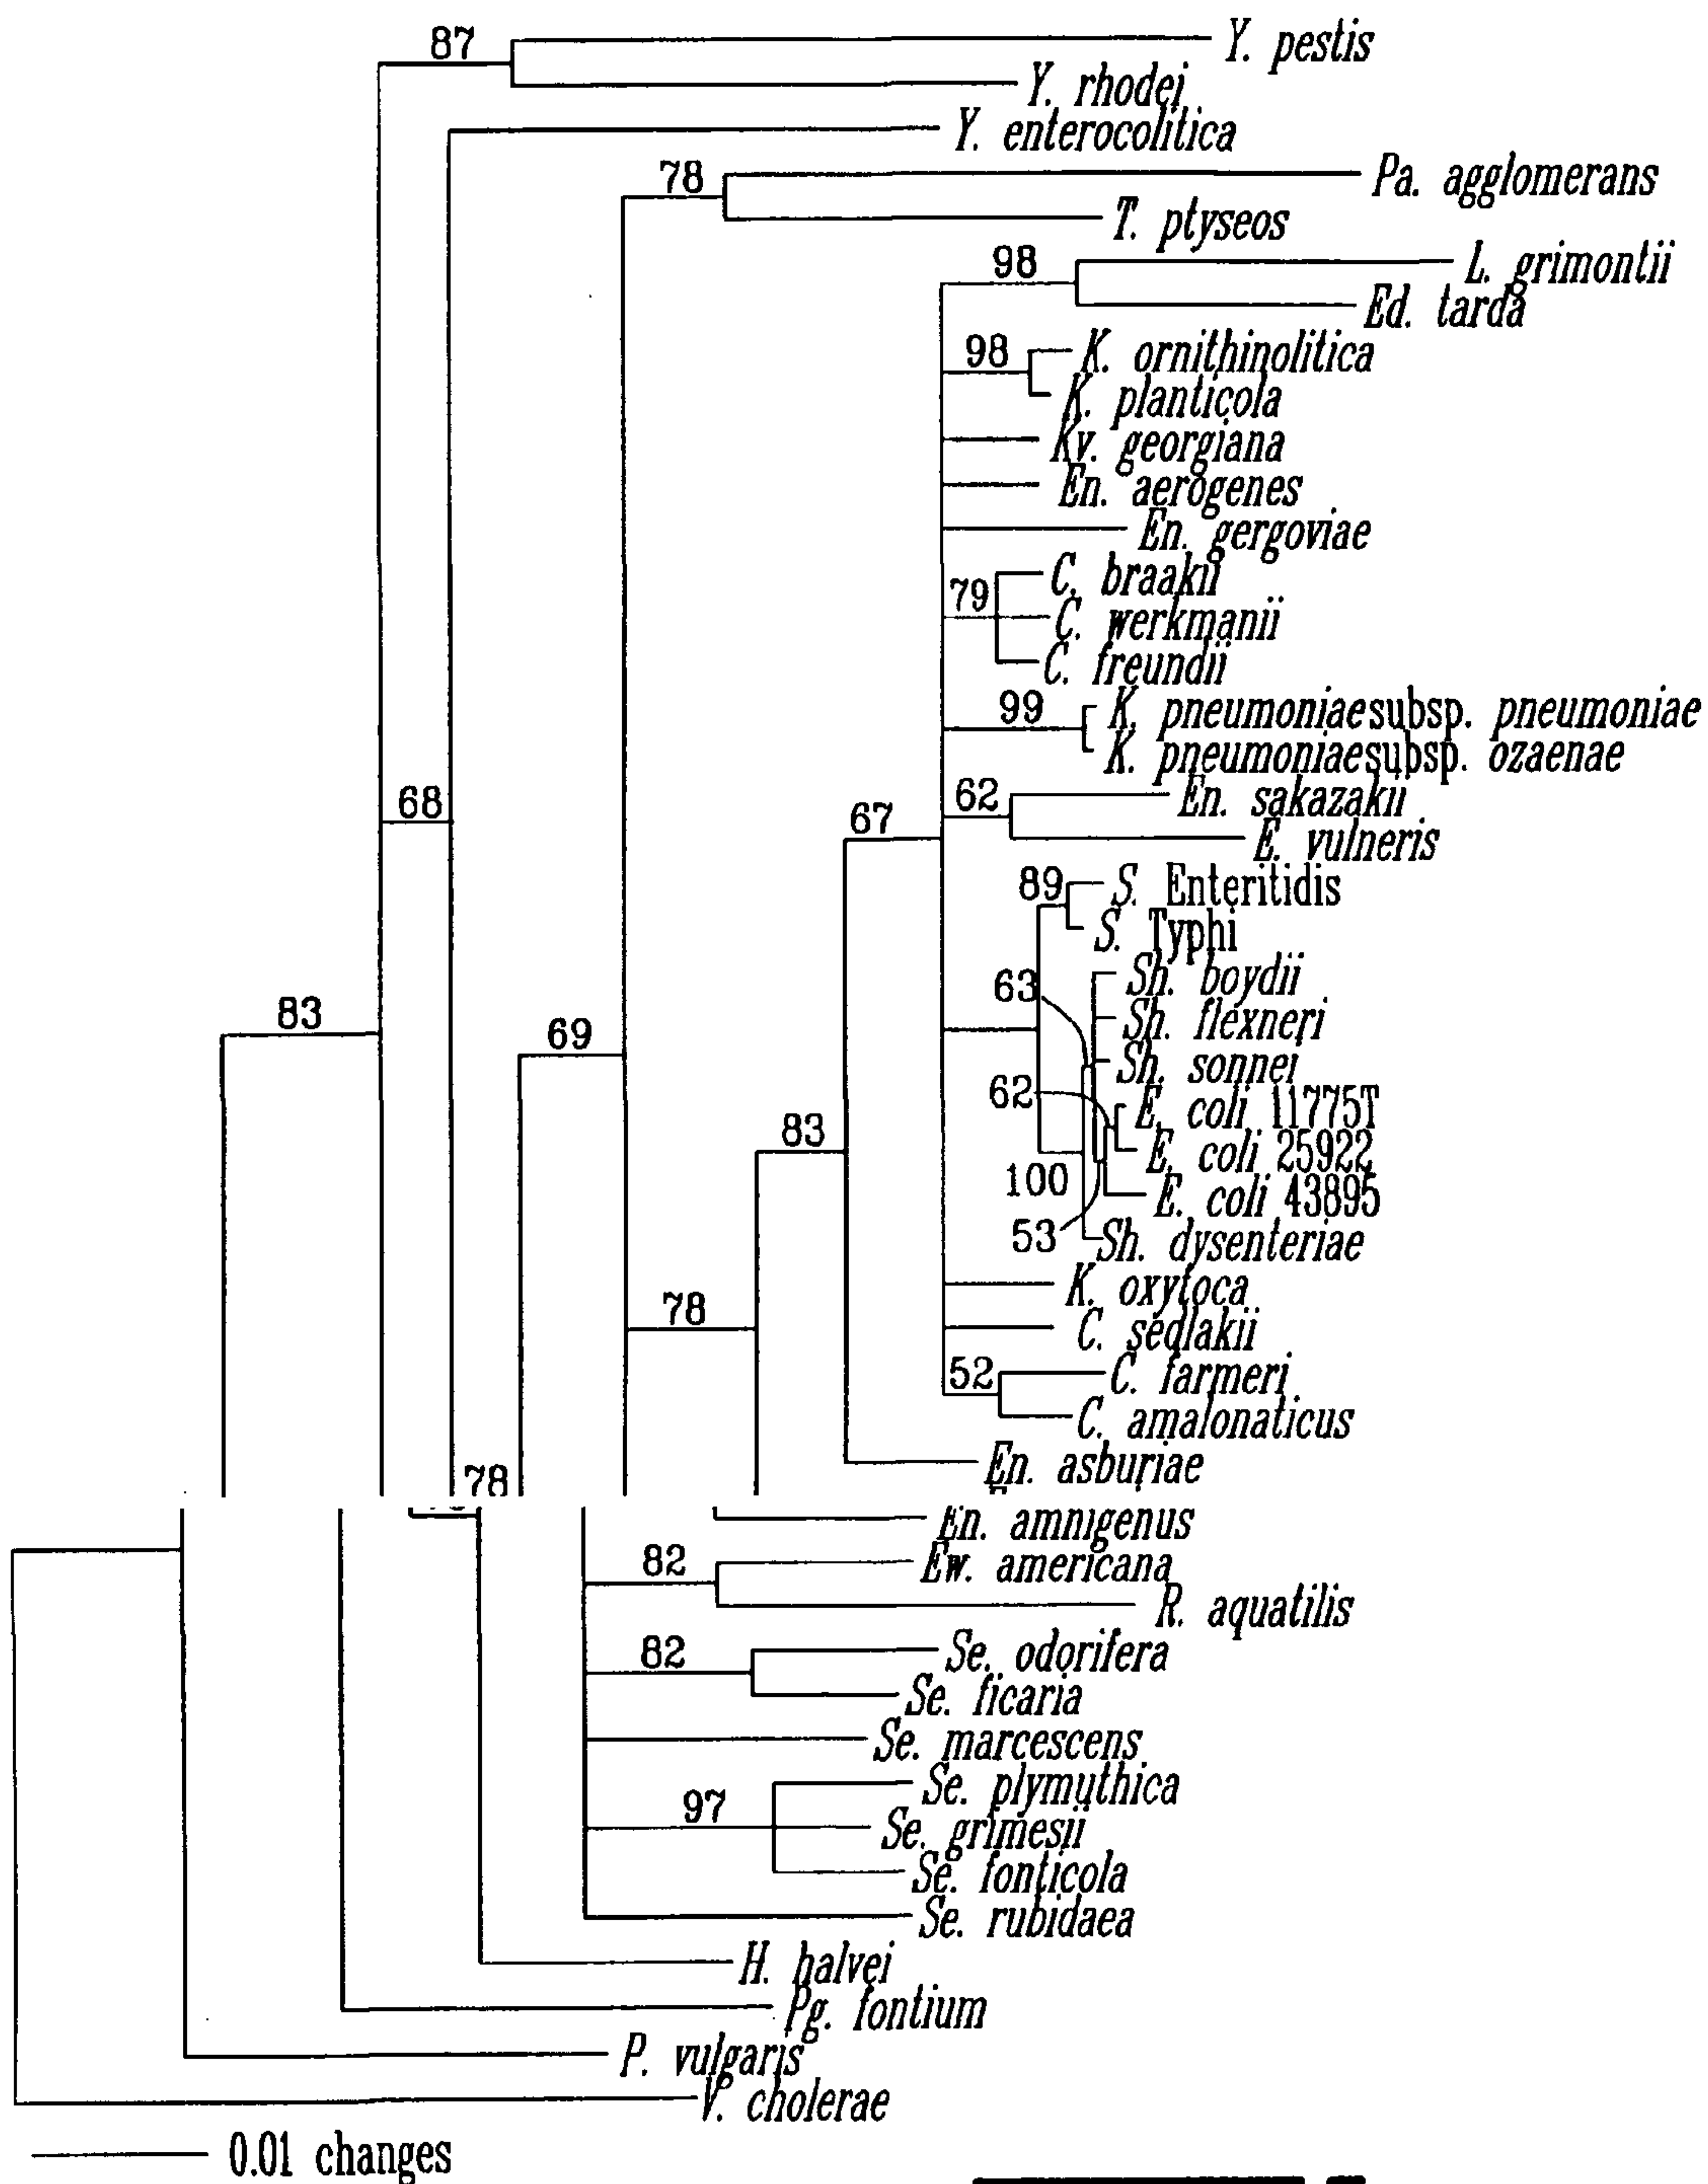 87
Y. pestis
Y. rhodei
Y. enterocolitica
78
Pa. agglomerans
T. ptyseos
98
L. grimontii
Ed. tarda
98
K. ornithinolitica
K. planticola
Kv. georgiana
En. aerogenes
En. gergoviae
C. braakii
79
C. werkmanii
C. freundii
99
K. pneumoniae subsp. pneumoniae
K. pneumoniae subsp. ozaenae
68
67
62
En. sakazakii
E. vulneris
89
S. Enteritidis
S. Typhi
63
Sh. boydii
Sh. flexneri
83
69
Sh. sonnei
62
E. coli 11775T
83
E. coli 25922
100
E. coli 43895
53
Sh. dysenteriae
K. oxytoca
78
C. sedlakii
52
C. farmeri
C. amalonaticus
En. asburiae
78
En. amnigenus
82
Ew. americana
R. aquatilis
82
Se. odorifera
Se. ficaria
Se. marcescens
Se. plymuthica
97
Se. grimesii
Se. fonticola
Se. rubidaea
H. halvei
Pg. fontium
P. vulgaris
V. cholerae
0.01 changes